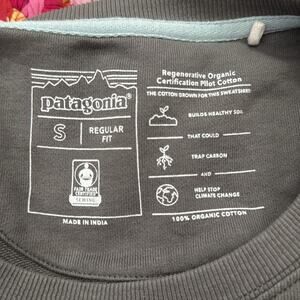 patagonia®
S
REGULAR
FIT
FAIR TRADE
CERTIFIED
SEWING
MADE IN INDIA
Regenerative Organic
Certification Pilot Cotton
THE COTTON GROWN FOR THIS SWEATSHIRT
BUILDS HEALTHY SOIL
THAT COULD
TRAP CARBON
AND
HELP STOP
CLIMATE CHANGE
100% ORGANIC COTTON